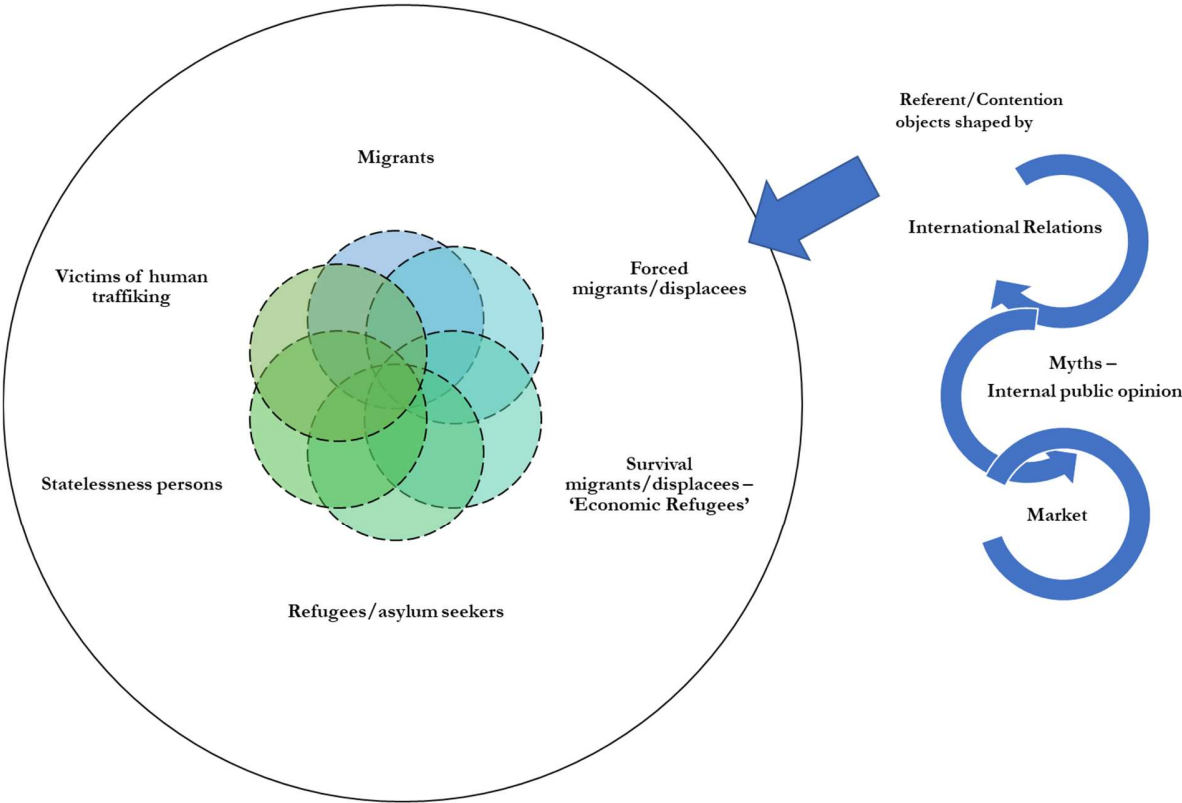 Migrants
Victims of human
traffiking
Forced
migrants/displacees
Statelessness persons
Survival
migrants/displacees –
‘Economic Refugees’
Refugees/asylum seekers
Referent/Contention
objects shaped by
International Relations
Myths –
Internal public opinion
Market